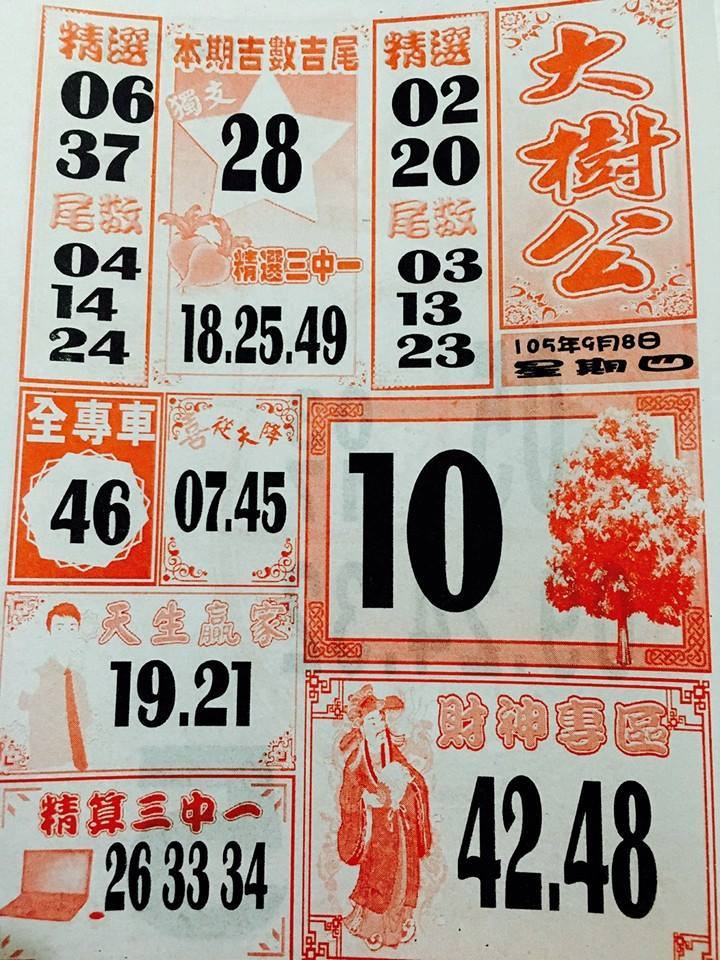 精選
06
37
尾数
04
14
24
本期吉數吉尾
獨支
28
精選三中一
18.25.49
精選
02
20
尾数
03
13
23
大樹公
105年9月8日
星期四
全專車
46
喜從天降
07.45
10
天生贏家
19.21
財神專區
42.48
精算三中一
26 33 34